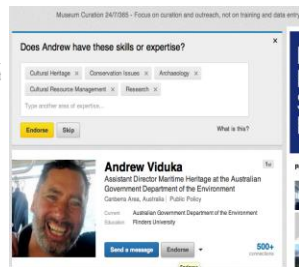 Museum Curation 24/7/365 - Focus on curation and outreach, not on training and data entry
Does Andrew have these skills or expertise?
x
Cultural Heritage x Conservation Issues x Archaeology x
Cultural Resource Management x Research x
Type another area of expertise...
Endorse Skip What is this?
Andrew Viduka 1st
Assistant Director Maritime Heritage at the Australian
Government Department of the Environment
Canberra Area, Australia | Public Policy
Current Australian Government Department of the Environment
Education Flinders University
Send a message Endorse 500+
connections